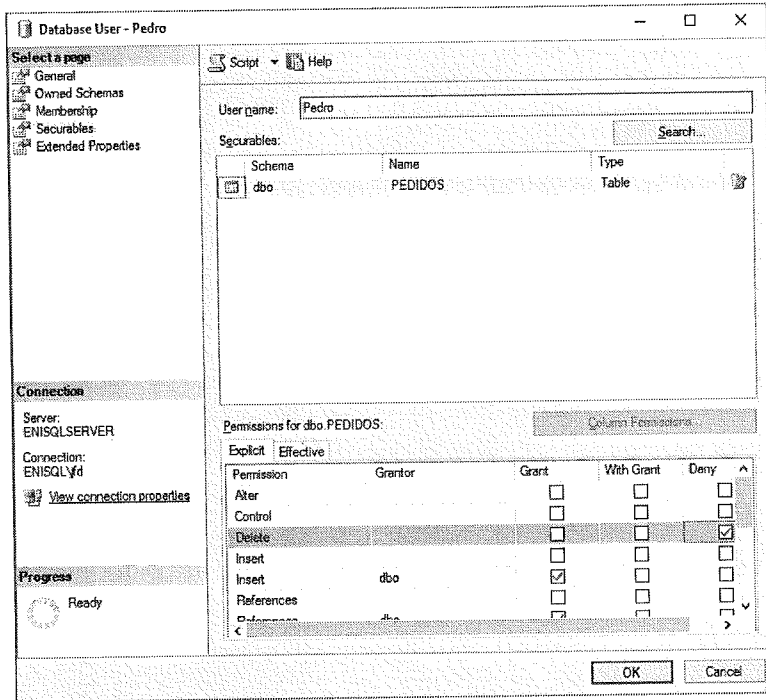 Database User - Pedro
Select a page
General
Owned Schemas
Membership
Securables
Extended Properties
Script Help
User name: Pedro
Securables: Search...
Schema Name Type
dbo PEDIDOS Table
Connection
Server:
ENISQLSERVER
Connection:
ENISQL\fd
View connection properties
Progress
Ready
Permissions for dbo.PEDIDOS: Column Permissions...
Explicit Effective
Permission Grantor Grant With Grant Deny
Alter
Control
Delete
Insert
Insert dbo
References
References dbo
OK Cancel